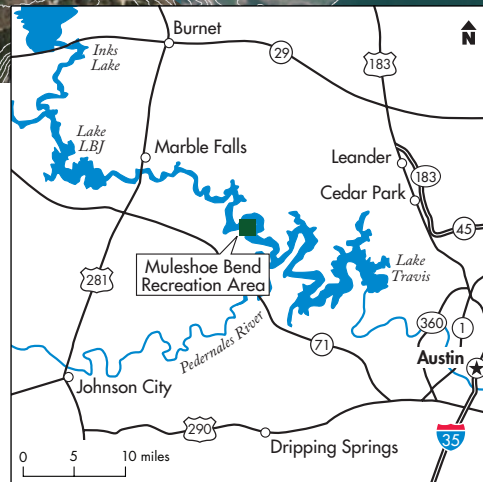 Burnet
N
Inks
Lake
29
183
Lake
LBJ
Marble Falls
Leander
183
Cedar Park
45
Muleshoe Bend
Recreation Area
Lake
Travis
281
Pedernales River
71
360
1
Austin
Johnson City
290
Dripping Springs
35
0 5 10 miles